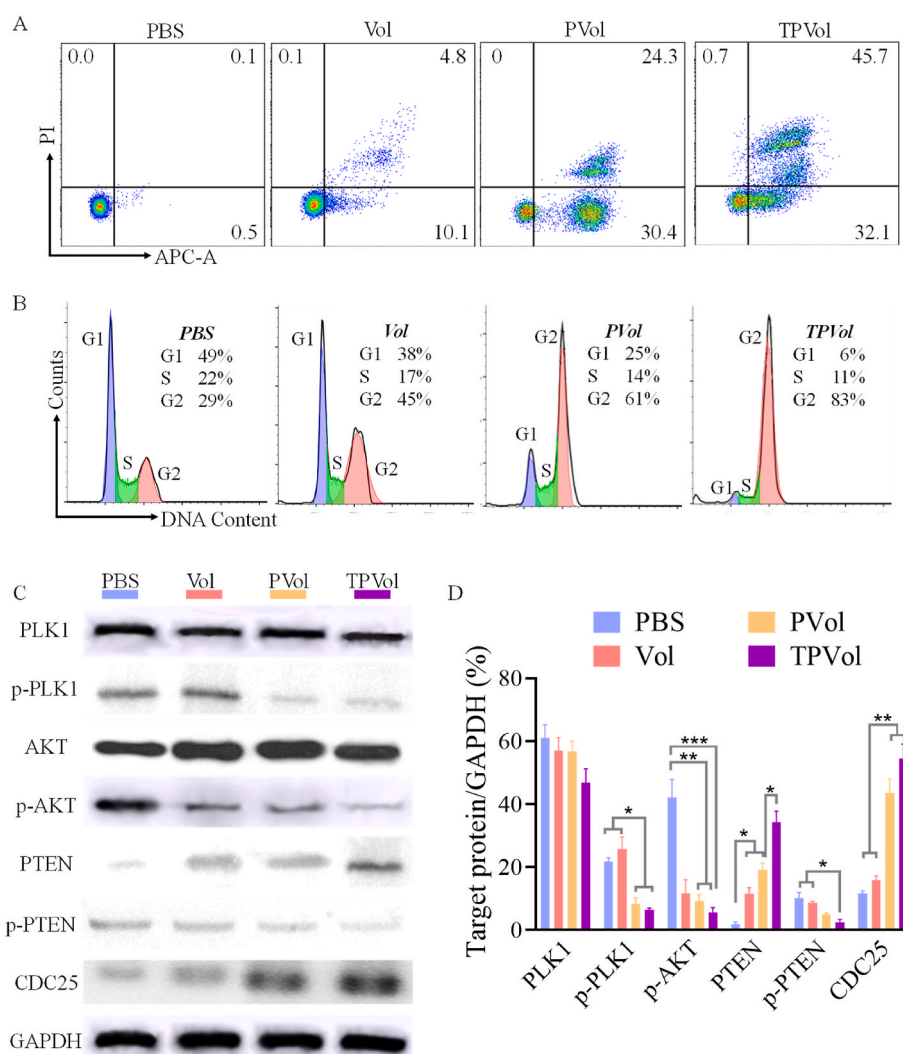 A
PBS
Vol
PVol
TPVol
0.0 0.1
0.1 4.8
0 24.3
0.7 45.7
PI
0.5
10.1
30.4
32.1
APC-A
B
G1
PBS
G1 49%
S 22%
G2 29%
S
G2
G1
Vol
G1 38%
S 17%
G2 45%
S
G2
G2
PVol
G1 25%
S 14%
G2 61%
G1
S
G2
TPVol
G1 6%
S 11%
G2 83%
G1
S
Counts
DNA Content
C
PBS Vol PVol TPVol
PLK1
p-PLK1
AKT
p-AKT
PTEN
p-PTEN
CDC25
GAPDH
D
PBS PVol
Vol TPVol
Target protein/GAPDH (%)
80
60
40
20
0
*
***
**
*
*
*
**
PLK1
p-PLK1
p-AKT
PTEN
p-PTEN
CDC25